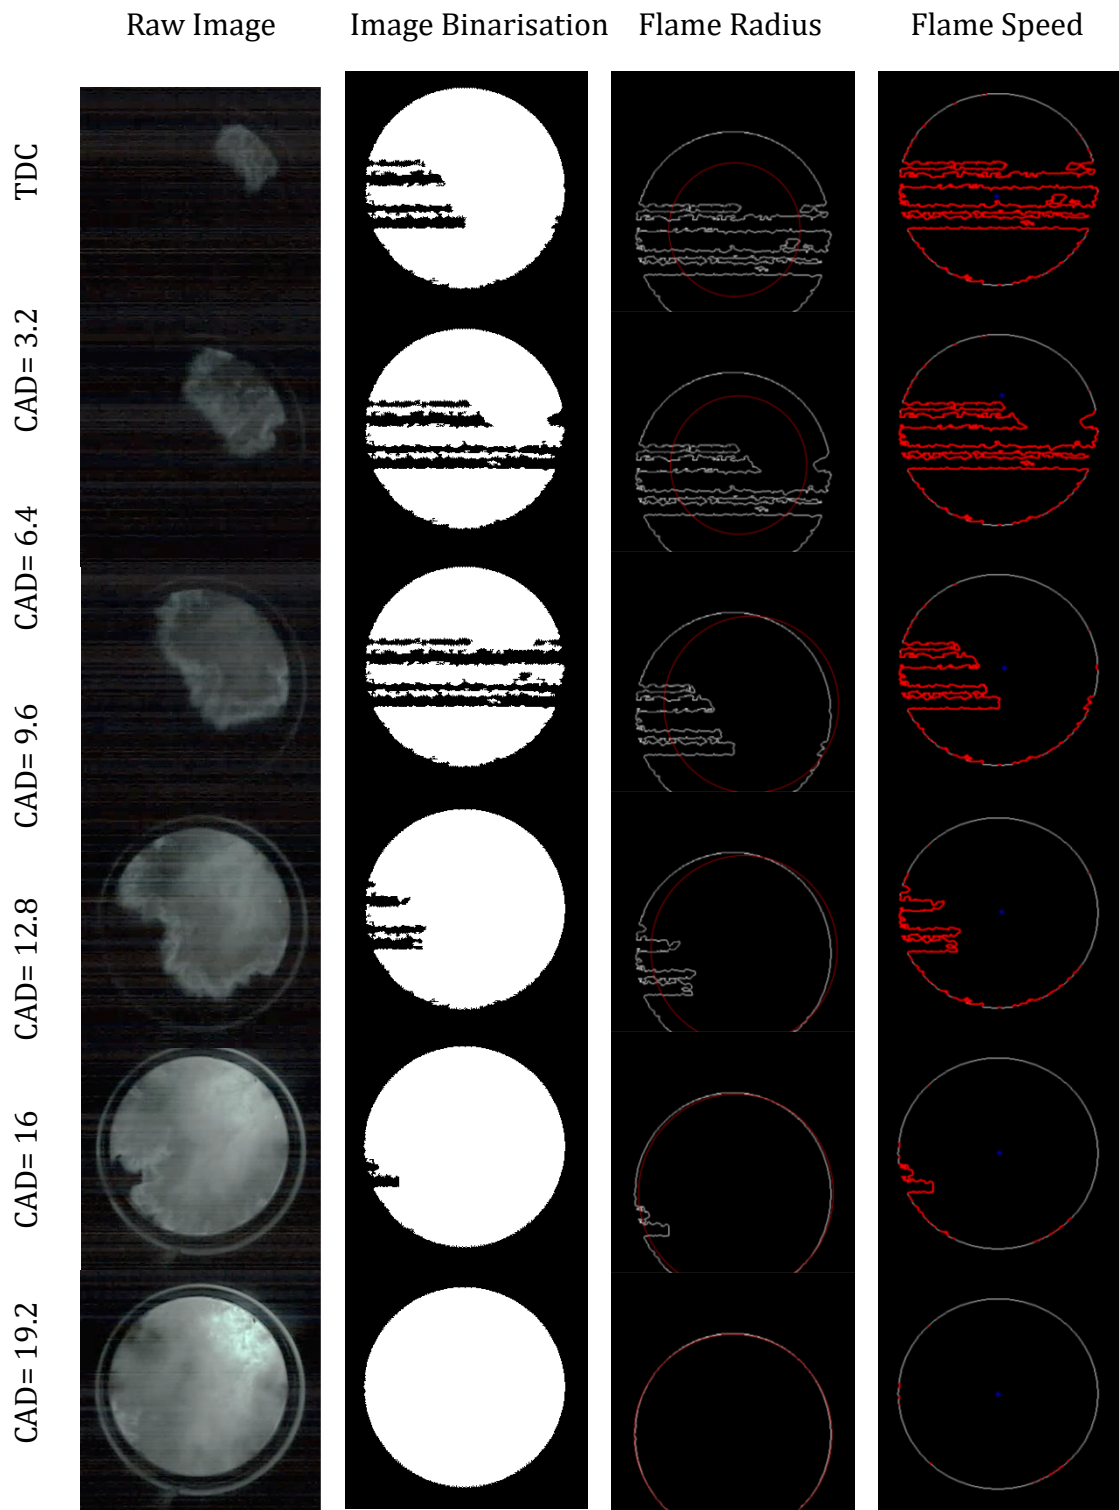 Raw Image
Image Binarisation
Flame Radius
Flame Speed
TDC
CAD= 3.2
CAD= 6.4
CAD= 9.6
CAD= 12.8
CAD= 16
CAD= 19.2